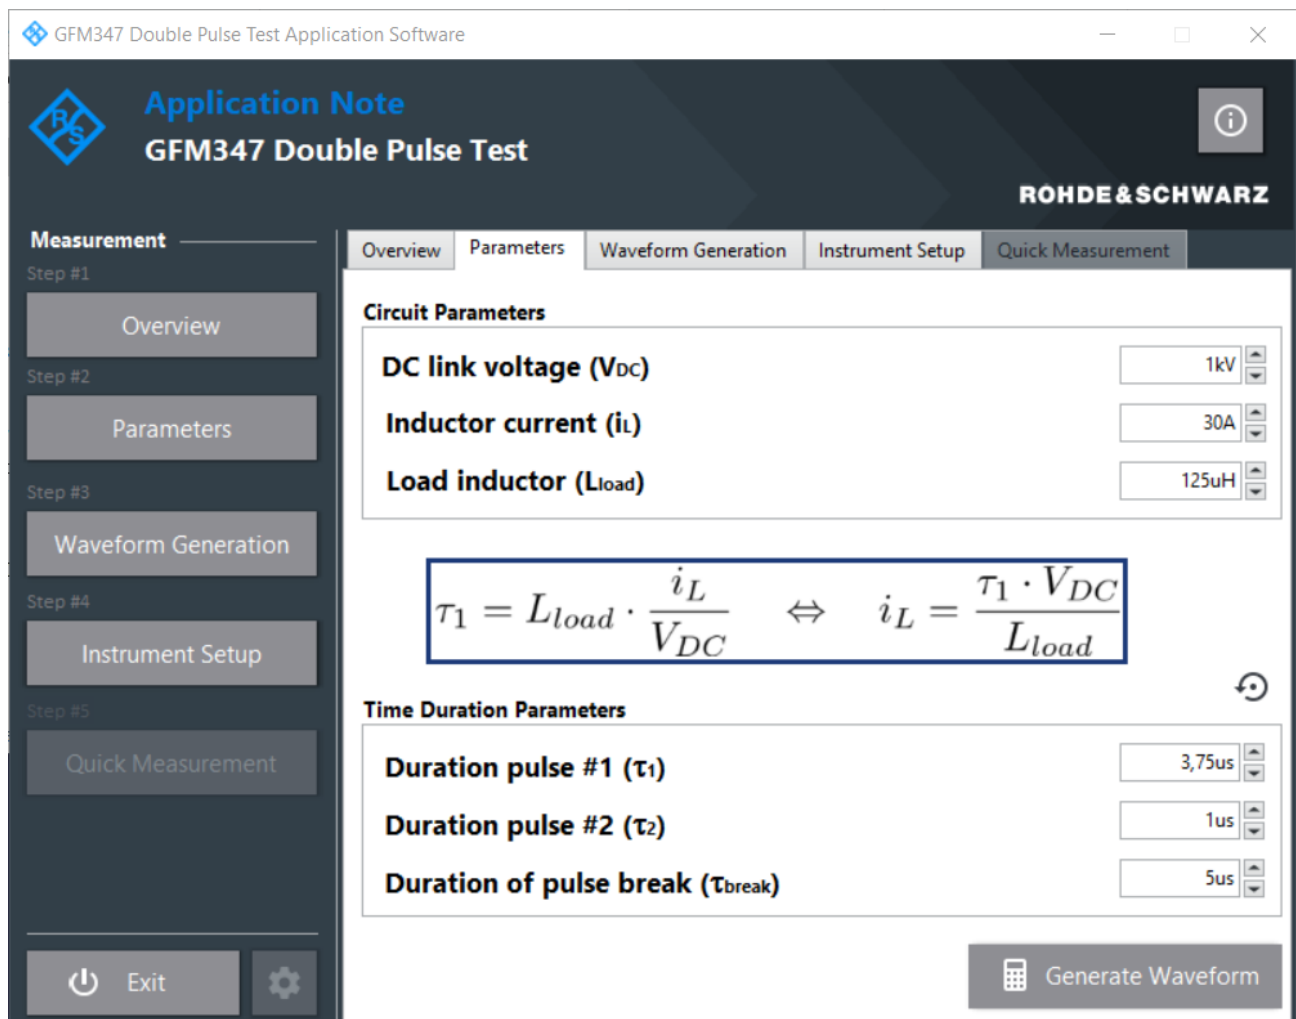 GFM347 Double Pulse Test Application Software
R S
Application Note
GFM347 Double Pulse Test
ROHDE&SCHWARZ
Measurement
Step #1
Overview
Step #2
Parameters
Step #3
Waveform Generation
Step #4
Instrument Setup
Step #5
Quick Measurement
Exit
Overview Parameters Waveform Generation Instrument Setup Quick Measurement
Circuit Parameters
DC link voltage (VDC) 1kV
Inductor current (iL) 30A
Load inductor (Lload) 125uH
τ1 = Lload · iL / VDC ⇔ iL = τ1 · VDC / Lload
Time Duration Parameters
Duration pulse #1 (τ1) 3,75us
Duration pulse #2 (τ2) 1us
Duration of pulse break (τbreak) 5us
Generate Waveform